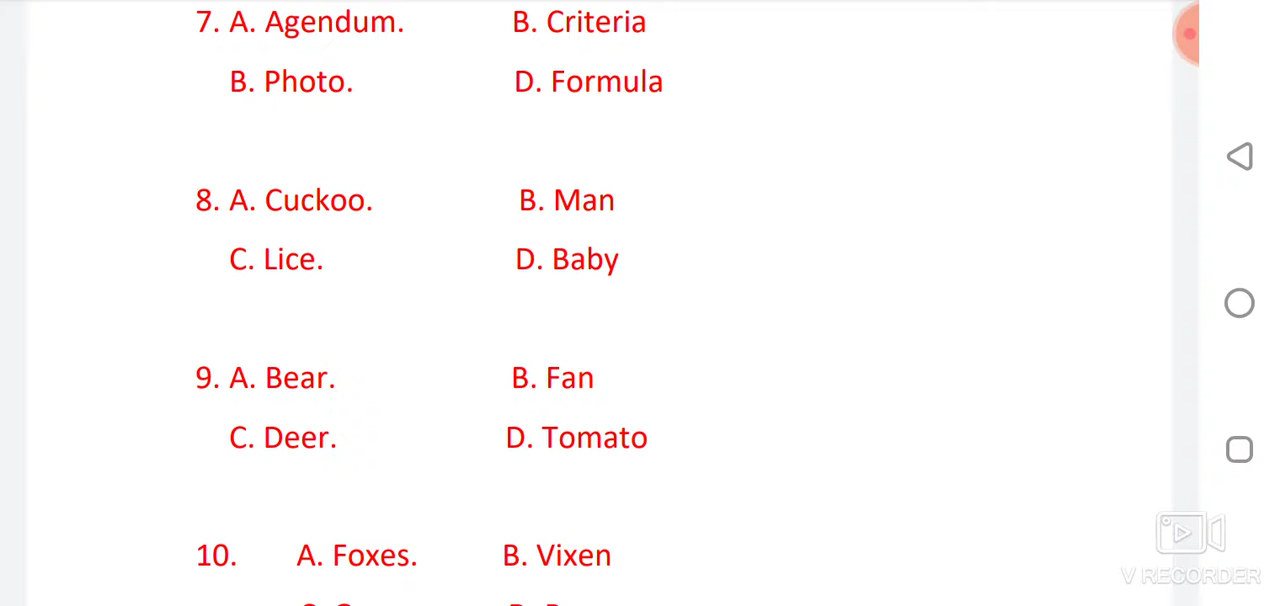 7. A. Agendum. B. Criteria
B. Photo. D. Formula
8. A. Cuckoo. B. Man
C. Lice. D. Baby
9. A. Bear. B. Fan
C. Deer. D. Tomato
10. A. Foxes. B. Vixen
V RECORDER